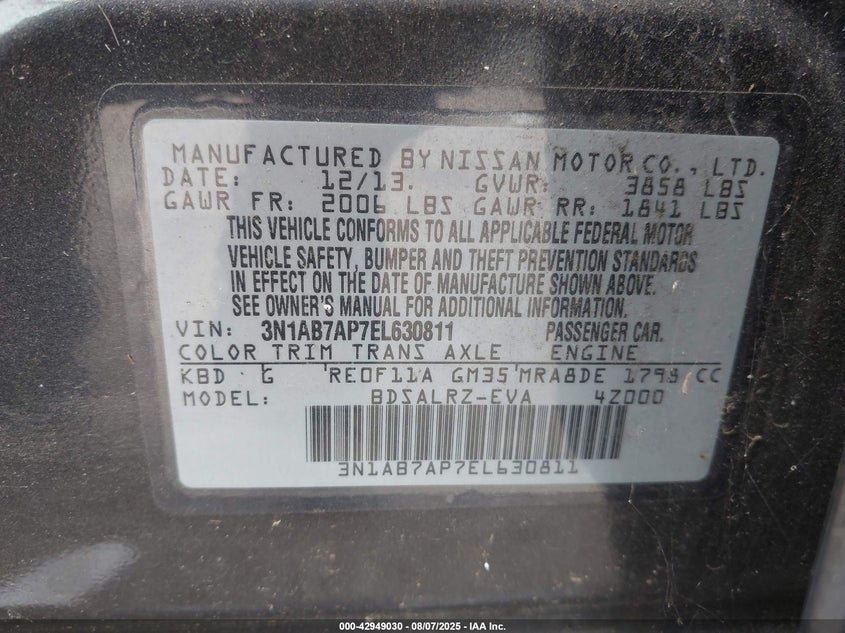 MANUFACTURED BY NISSAN MOTOR CO., LTD.
DATE: 12/13. GVWR: 3858 LBS
GAWR FR: 2006 LBS GAWR RR: 1841 LBS
THIS VEHICLE CONFORMS TO ALL APPLICABLE FEDERAL MOTOR
VEHICLE SAFETY, BUMPER AND THEFT PREVENTION STANDARDS
IN EFFECT ON THE DATE OF MANUFACTURE SHOWN ABOVE.
SEE OWNER'S MANUAL FOR ADDITIONAL INFORMATION.
VIN: 3N1AB7AP7EL630811 PASSENGER CAR.
COLOR TRIM TRANS AXLE ENGINE
KBD G RE0F11A GM35 MRA8DE 1798 CC
MODEL: BDSALRZ-EVA 4Z000
3N1AB7AP7EL630811
000-42949030 - 08/07/2025 - IAA Inc.